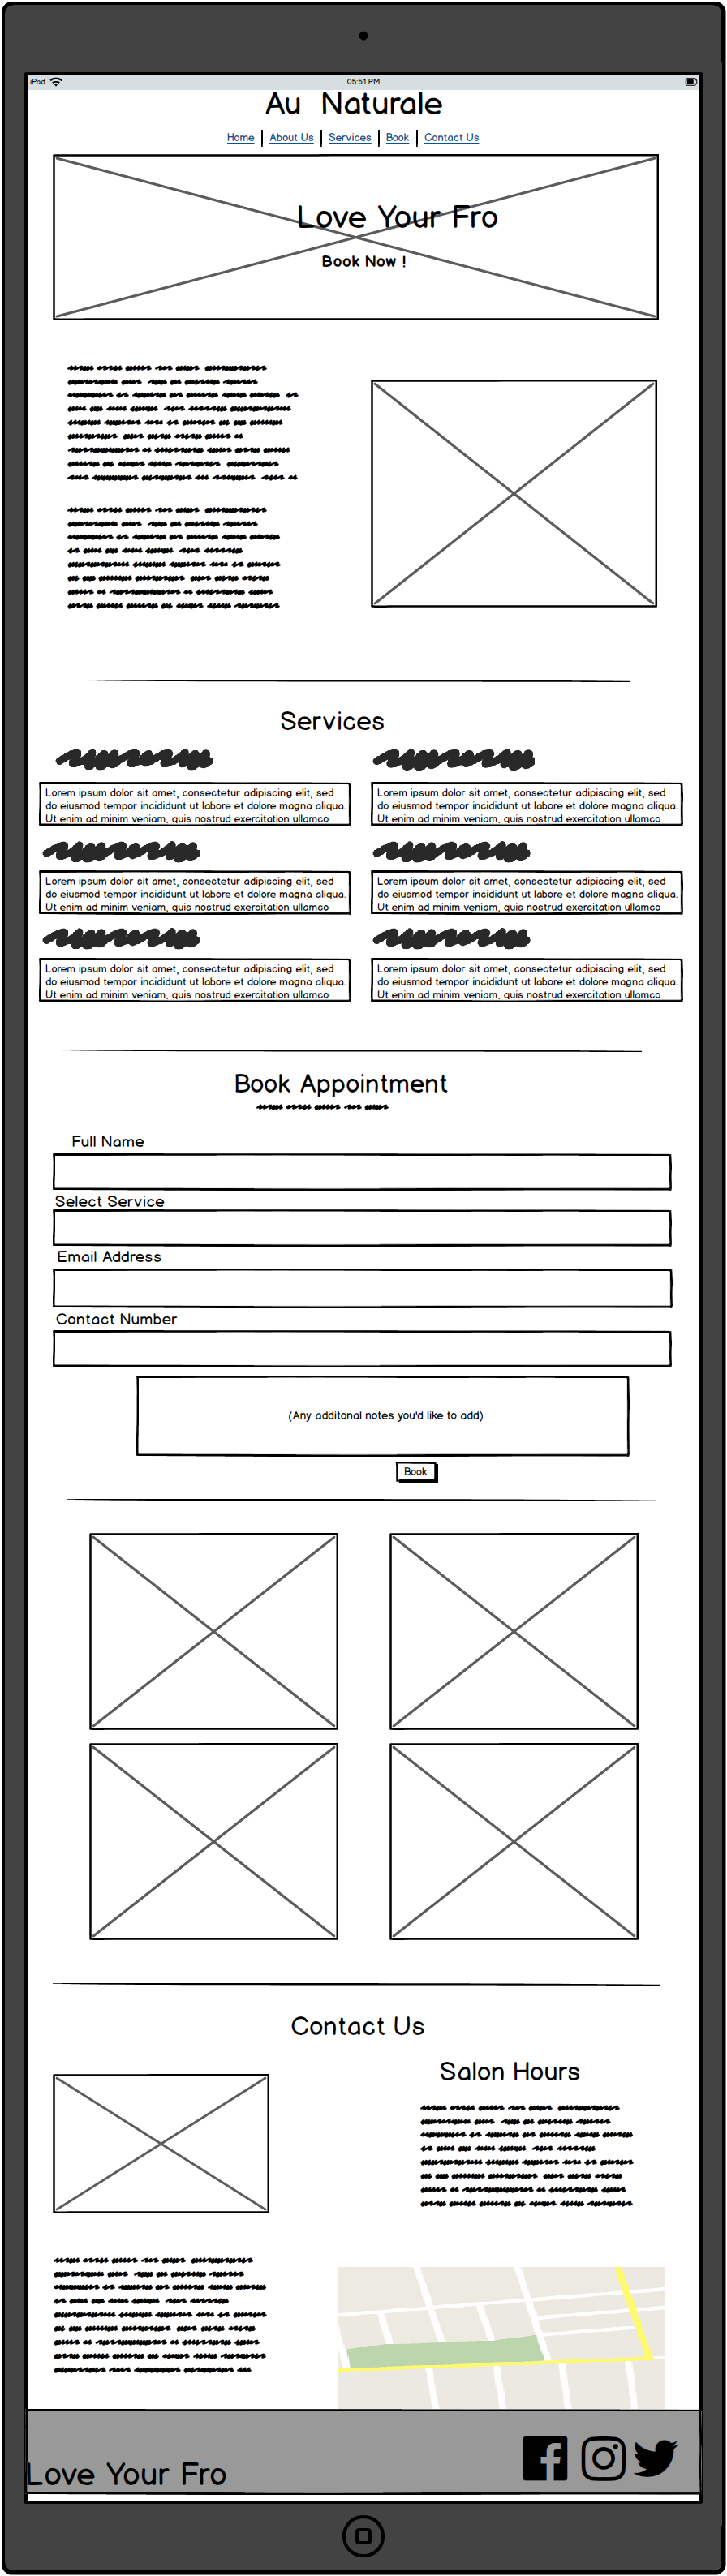 iPad
05:51 PM
Au Naturale
Home | About Us | Services | Book | Contact Us
Love Your Fro
Book Now !
Services
Lorem ipsum dolor sit amet, consectetur adipiscing elit, sed
do eiusmod tempor incididunt ut labore et dolore magna aliqua.
Ut enim ad minim veniam, quis nostrud exercitation ullamco
Lorem ipsum dolor sit amet, consectetur adipiscing elit, sed
do eiusmod tempor incididunt ut labore et dolore magna aliqua.
Ut enim ad minim veniam, quis nostrud exercitation ullamco
Lorem ipsum dolor sit amet, consectetur adipiscing elit, sed
do eiusmod tempor incididunt ut labore et dolore magna aliqua.
Ut enim ad minim veniam, quis nostrud exercitation ullamco
Lorem ipsum dolor sit amet, consectetur adipiscing elit, sed
do eiusmod tempor incididunt ut labore et dolore magna aliqua.
Ut enim ad minim veniam, quis nostrud exercitation ullamco
Lorem ipsum dolor sit amet, consectetur adipiscing elit, sed
do eiusmod tempor incididunt ut labore et dolore magna aliqua.
Ut enim ad minim veniam, quis nostrud exercitation ullamco
Lorem ipsum dolor sit amet, consectetur adipiscing elit, sed
do eiusmod tempor incididunt ut labore et dolore magna aliqua.
Ut enim ad minim veniam, quis nostrud exercitation ullamco
Book Appointment
Full Name
Select Service
Email Address
Contact Number
(Any additonal notes you'd like to add)
Book
Contact Us
Salon Hours
Love Your Fro